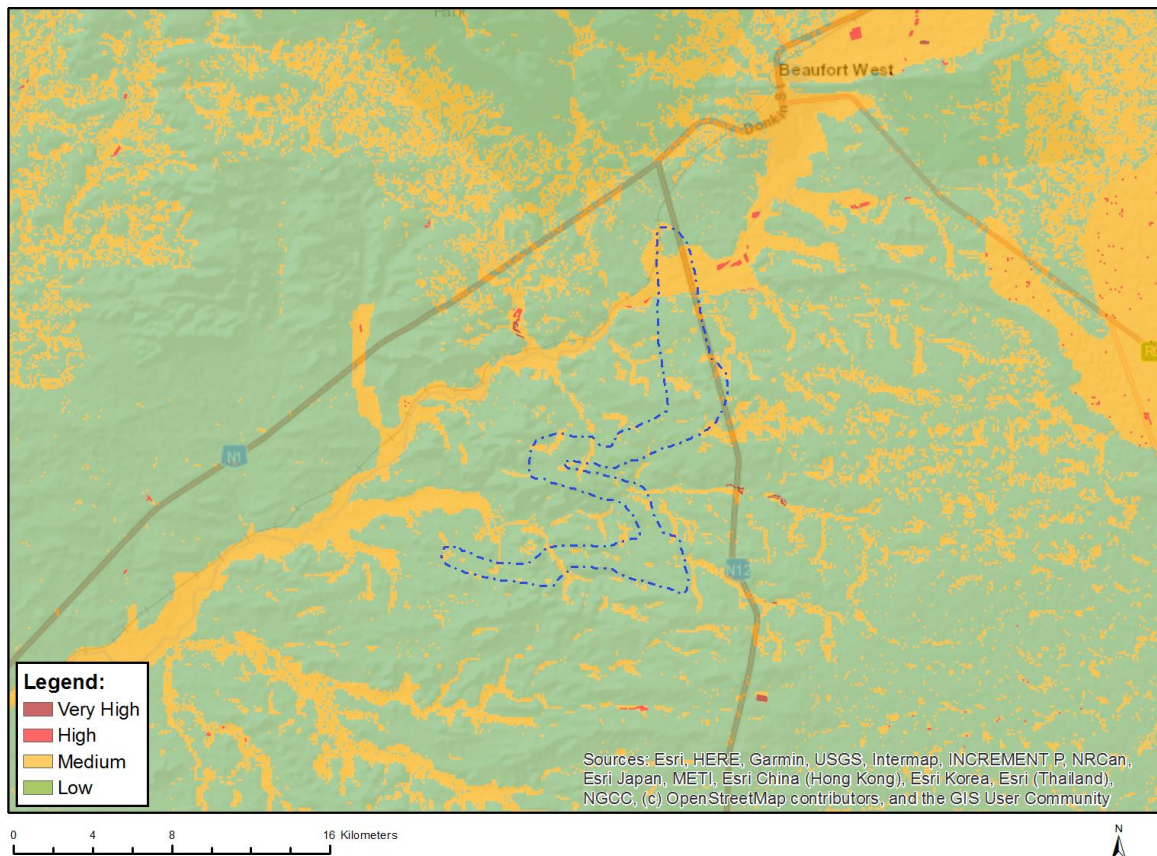 Park
Beaufort West
Donkin S
N1
N12
R
Legend:
Very High
High
Medium
Low
Sources: Esri, HERE, Garmin, USGS, Intermap, INCREMENT P, NRCan,
Esri Japan, METI, Esri China (Hong Kong), Esri Korea, Esri (Thailand),
NGCC, (c) OpenStreetMap contributors, and the GIS User Community
0 4 8 16 Kilometers
N